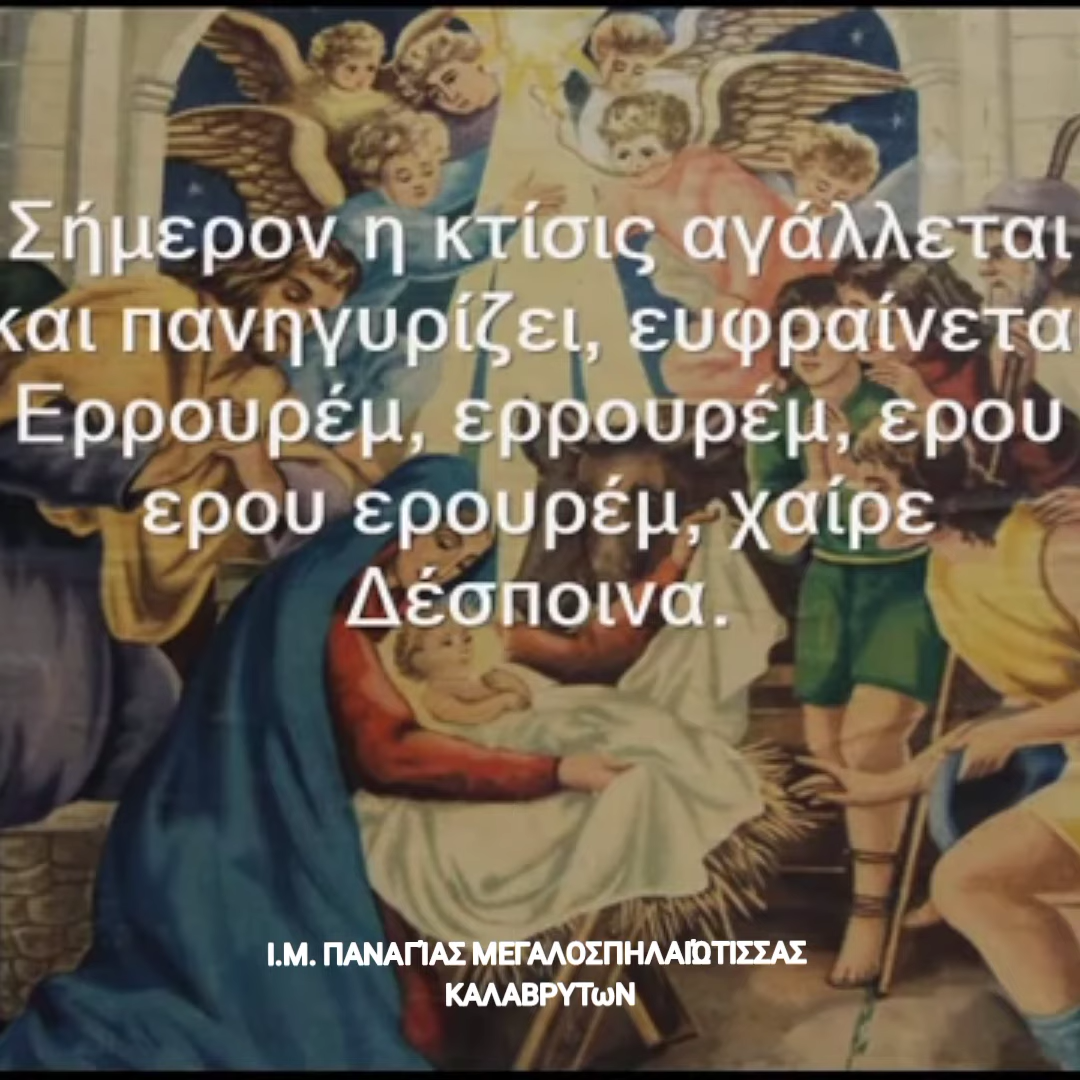 Σήμερον η κτίσις αγάλλεται
και πανηγυρίζει, ευφραίνεται
Ερρουρέμ, ερρουρέμ, ερου
ερου ερουρέμ, χαίρε
Δέσποινα.
Ι.Μ. ΠΑΝΑΓΊΑΣ ΜΕΓΑΛΟΣΠΗΛΑΙΏΤΙΣΣΑΣ
ΚΑΛΑΒΡΥΤωΝ